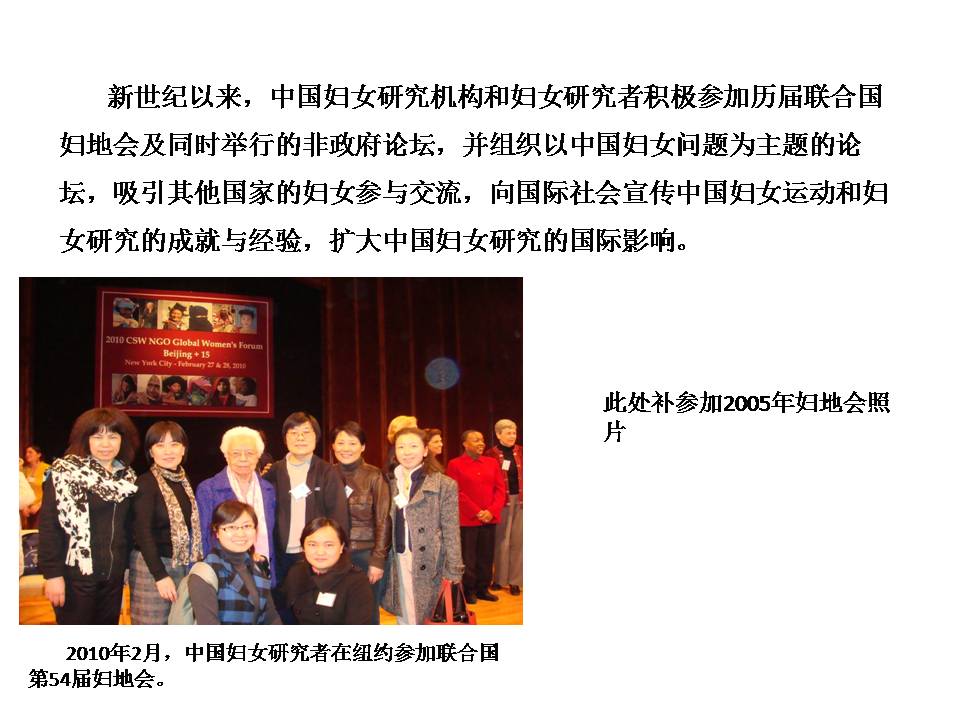 新世纪以来，中国妇女研究机构和妇女研究者积极参加历届联合国
妇地会及同时举行的非政府论坛，并组织以中国妇女问题为主题的论
坛，吸引其他国家的妇女参与交流，向国际社会宣传中国妇女运动和妇
女研究的成就与经验，扩大中国妇女研究的国际影响。
2010 CSW NGO Global Women's Forum
Beijing + 15
New York City - February 27 & 28, 2010
此处补参加2005年妇地会照
片
2010年2月，中国妇女研究者在纽约参加联合国
第54届妇地会。